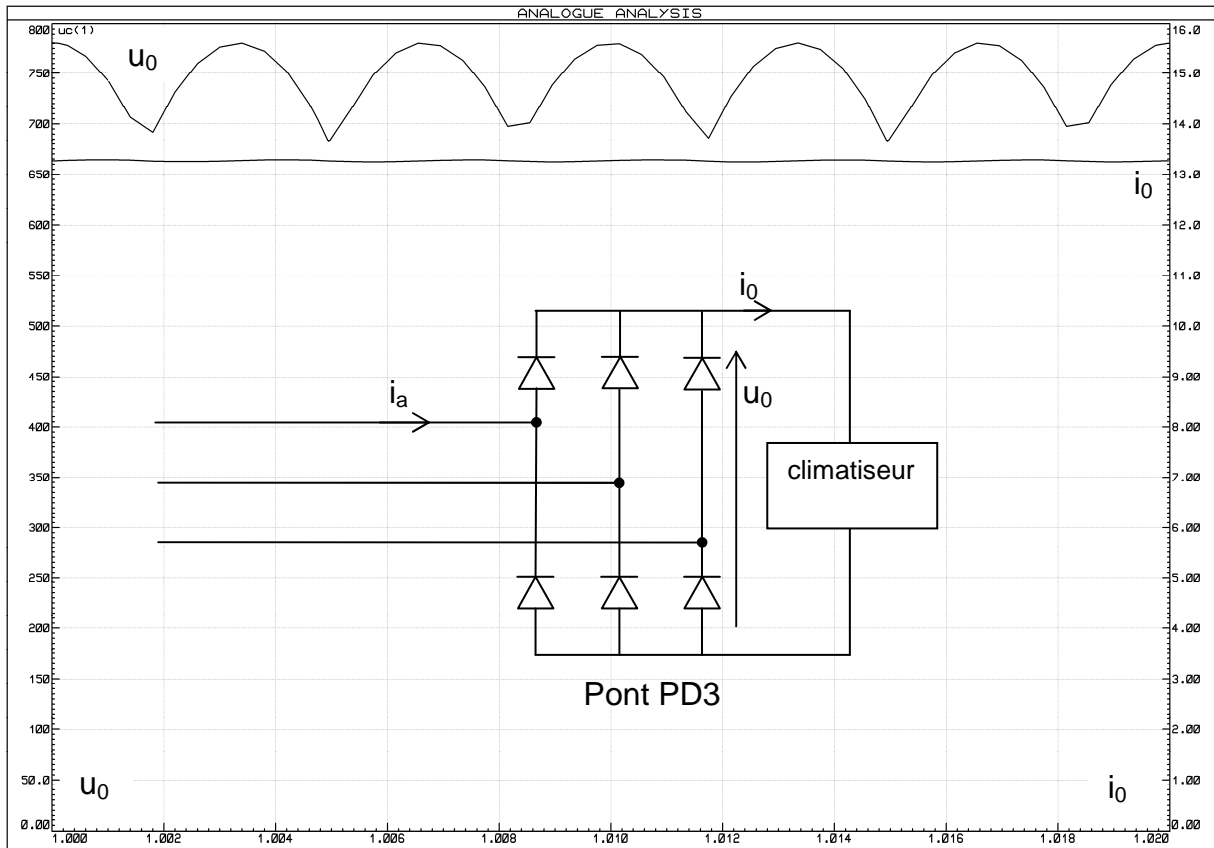 ANALOGUE ANALYSIS
800 uc(1) 16.0
u0
750 15.0
700 14.0
650 13.0
i0
600 12.0
550 11.0
i0
500 10.0
450 9.00
ia
u0
400 8.00
climatiseur
350 7.00
300 6.00
250 5.00
200 4.00
150 3.00
Pont PD3
100 2.00
50.0 1.00
u0 i0
0.00 0.00
1.000 1.002 1.004 1.006 1.008 1.010 1.012 1.014 1.016 1.018 1.020